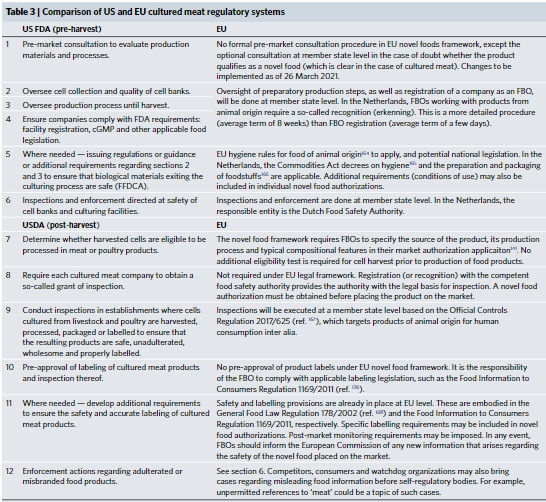 Table 3 | Comparison of US and EU cultured meat regulatory systems
US FDA (pre-harvest)
EU
1
Pre-market consultation to evaluate production
materials and processes.
No formal pre-market consultation procedure in EU novel foods framework, except the
optional consultation at member state level in the case of doubt whether the product
qualifies as a novel food (which is clear in the case of cultured meat). Changes to be
implemented as of 26 March 2021.
2
Oversee cell collection and quality of cell banks.
3
Oversee production process until harvest.
4
Ensure companies comply with FDA requirements:
facility registration, cGMP and other applicable food
legislation.
Oversight of preparatory production steps, as well as registration of a company as an FBO,
will be done at member state level. In the Netherlands, FBOs working with products from
animal origin require a so-called recognition (erkenning). This is a more detailed procedure
(average term of 8 weeks) than FBO registration (average term of a few days).
5
Where needed — issuing regulations or guidance
or additional requirements regarding sections 2
and 3 to ensure that biological materials exiting the
culturing process are safe (FFDCA).
EU hygiene rules for food of animal origin to apply, and potential national legislation. In the
Netherlands, the Commodities Act decrees on hygiene and the preparation and packaging
of foodstuffs are applicable. Additional requirements (conditions of use) may also be
included in individual novel food authorizations.
6
Inspections and enforcement directed at safety of
cell banks and culturing facilities.
Inspections and enforcement are done at member state level. In the Netherlands, the
responsible entity is the Dutch Food Safety Authority.
USDA (post-harvest)
EU
7
Determine whether harvested cells are eligible to be
processed in meat or poultry products.
The novel food framework requires FBOs to specify the source of the product, its production
process and typical compositional features in their market authorization applicaiton. No
additional eligibility test is required for cell harvest prior to production of food products.
8
Require each cultured meat company to obtain a
so-called grant of inspection.
Not required under EU legal framework. Registration (or recognition) with the competent
food safety authority provides the authority with the legal basis for inspection. A novel food
authorization must be obtained before placing the product on the market.
9
Conduct inspections in establishments where cells
cultured from livestock and poultry are harvested,
processed, packaged or labelled to ensure that
the resulting products are safe, unadulterated,
wholesome and properly labelled.
Inspections will be executed at a member state level based on the Official Controls
Regulation 2017/625 (ref. ), which targets products of animal origin for human
consumption inter alia.
10
Pre-approval of labeling of cultured meat products
and inspection thereof.
No pre-approval of product labels under EU novel food framework. It is the responsibility
of the FBO to comply with applicable labeling legislation, such as the Food Information to
Consumers Regulation 1169/2011 (ref. ).
11
Where needed — develop additional requirements
to ensure the safety and accurate labeling of cultured
meat products.
Safety and labelling provisions are already in place at EU level. These are embodied in the
General Food Law Regulation 178/2002 (ref. ) and the Food Information to Consumers
Regulation 1169/2011, respectively. Specific labelling requirements may be included in novel
food authorizations. Post-market monitoring requirements may be imposed. In any event,
FBOs should inform the European Commission of any new information that arises regarding
the safety of the novel food placed on the market.
12
Enforcement actions regarding adulterated or
misbranded food products.
See section 6. Competitors, consumers and watchdog organizations may also bring
cases regarding misleading food information before self-regulatory bodies. For example,
unpermitted references to ‘meat’ could be a topic of such cases.